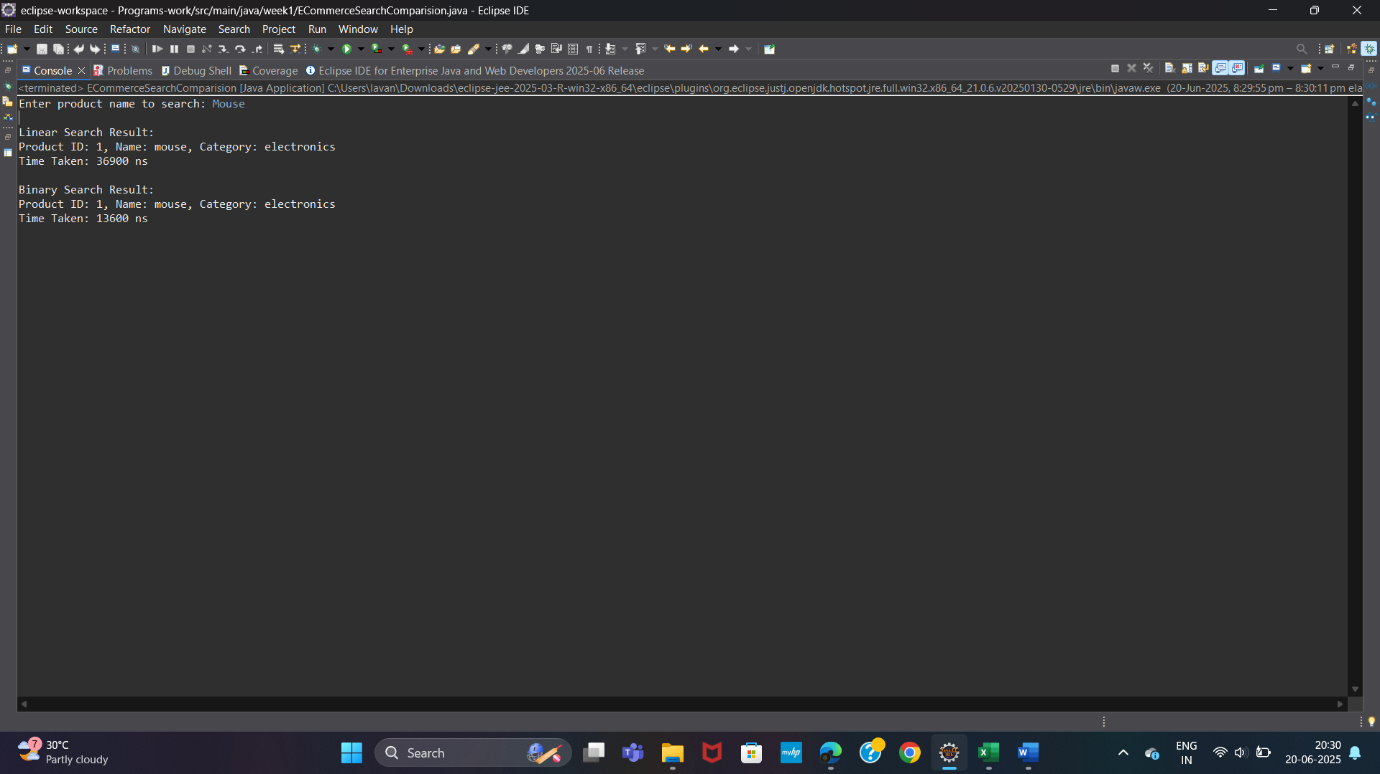 eclipse-workspace - Programs-work/src/main/java/week1/ECommerceSearchComparision.java - Eclipse IDE
File Edit Source Refactor Navigate Search Project Run Window Help
Console Problems Debug Shell Coverage Eclipse IDE for Enterprise Java and Web Developers 2025-06 Release
<terminated> ECommerceSearchComparision [Java Application] C:\Users\lavan\Downloads\eclipse-jee-2025-03-R-win32-x86_64\eclipse\plugins\org.eclipse.justj.openjdk.hotspot.jre.full.win32.x86_64_21.0.6.v20250130-0529\jre\bin\javaw.exe (20-Jun-2025, 8:29:55 pm – 8:30:11 pm ela
Enter product name to search: Mouse
Linear Search Result:
Product ID: 1, Name: mouse, Category: electronics
Time Taken: 36900 ns
Binary Search Result:
Product ID: 1, Name: mouse, Category: electronics
Time Taken: 13600 ns
7
30°C
Partly cloudy
Search
myhp
ENG
IN
20:30
20-06-2025